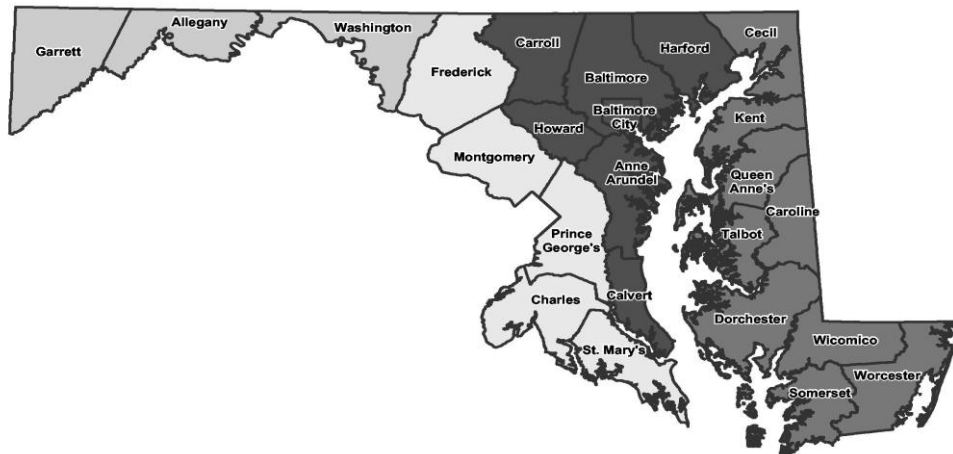 Garrett
Allegany
Washington
Frederick
Carroll
Baltimore
Harford
Cecil
Baltimore
City
Howard
Kent
Montgomery
Anne
Arundel
Queen
Anne's
Caroline
Talbot
Prince
George's
Charles
Calvert
St. Mary's
Dorchester
Wicomico
Worcester
Somerset